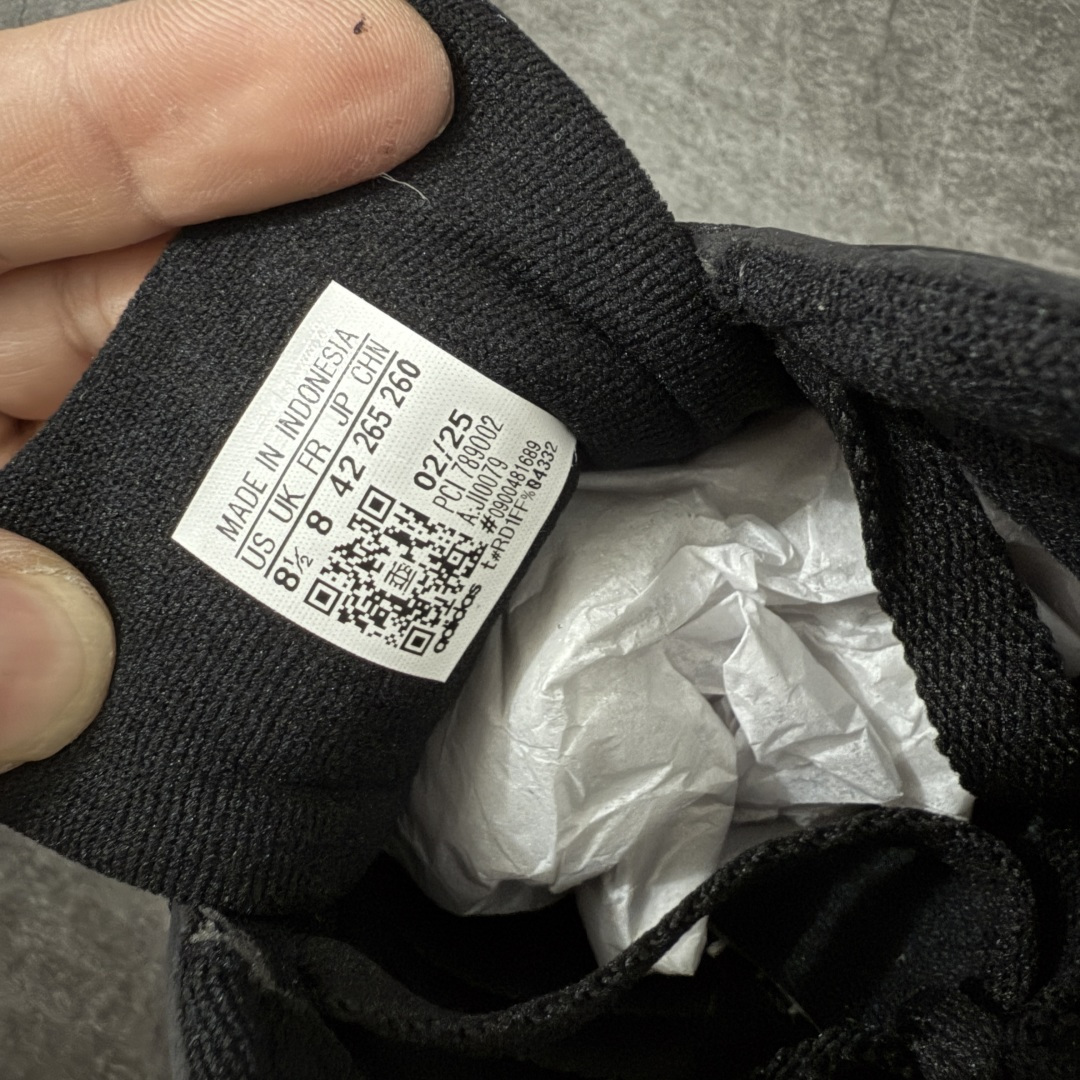 MADE IN INDONESIA
US UK FR JP CHN
8½ 8 42 265 260
02/25
PCI 789002
A:JI0079
#0900481689
t.#RD1FF% B4332
adidas